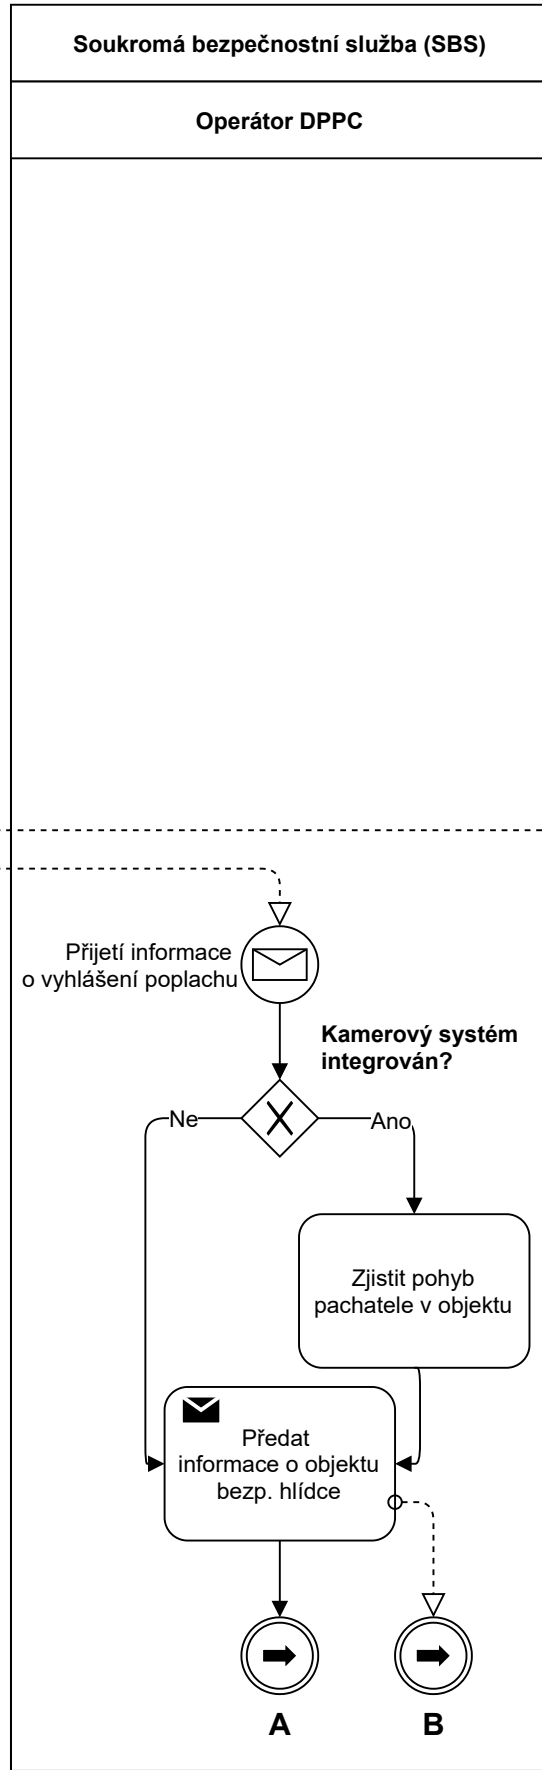 Soukromá bezpečnostní služba (SBS)
Operátor DPPC
Přijetí informace
o vyhlášení poplachu
Kamerový systém
integrován?
Ne
Ano
Zjistit pohyb
pachatele v objektu
Předat
informace o objektu
bezp. hlídce
A
B